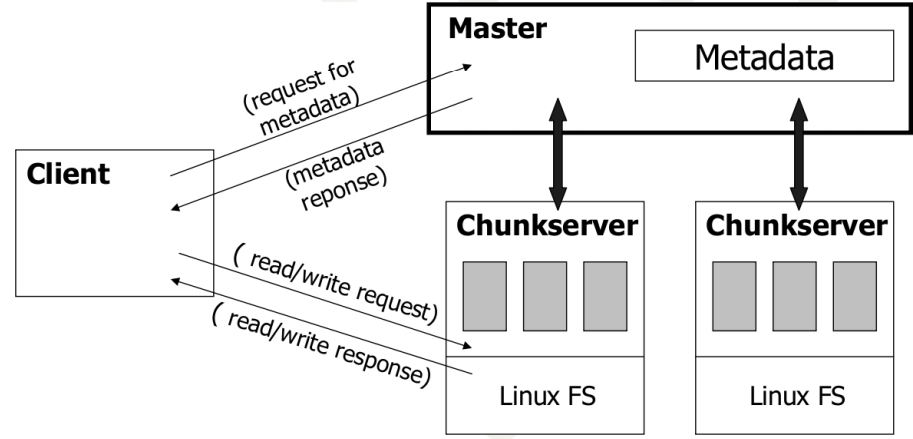 Master
Metadata
(request for
metadata)
(metadata
reponse)
Client
( read/write request)
( read/write response)
Chunkserver
Linux FS
Chunkserver
Linux FS